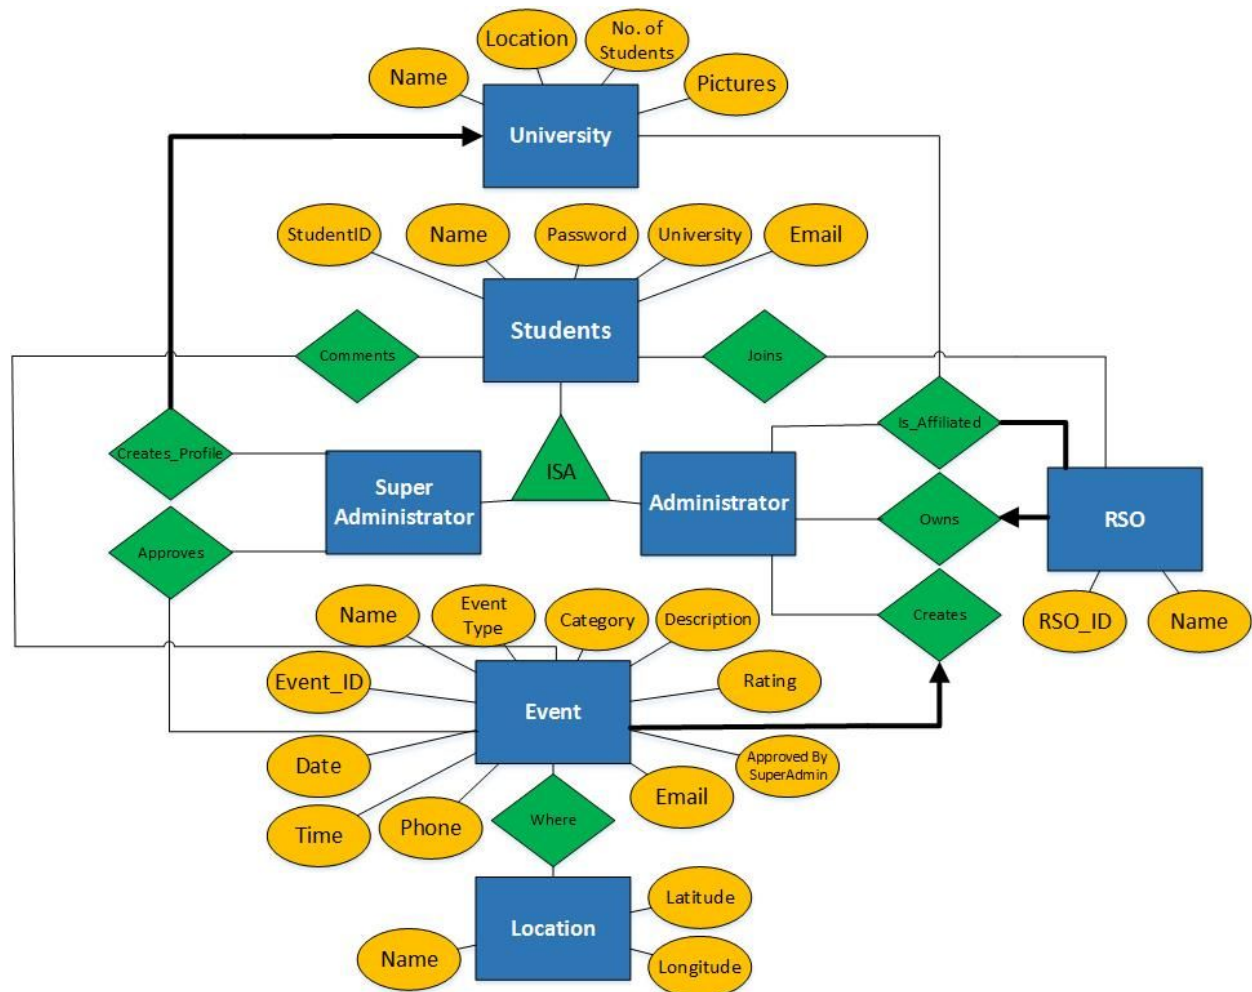 No. of
Students
Location
Name
Pictures
University
StudentID
Name
Password
University
Email
Students
Comments
Joins
Creates_Profile
Is_Affiliated
ISA
Super
Administrator
Administrator
RSO
Owns
Approves
Name
Event
Type
Category
Description
Creates
RSO_ID
Name
Event_ID
Rating
Event
Date
Approved By
SuperAdmin
Email
Time
Phone
Where
Location
Latitude
Name
Longitude